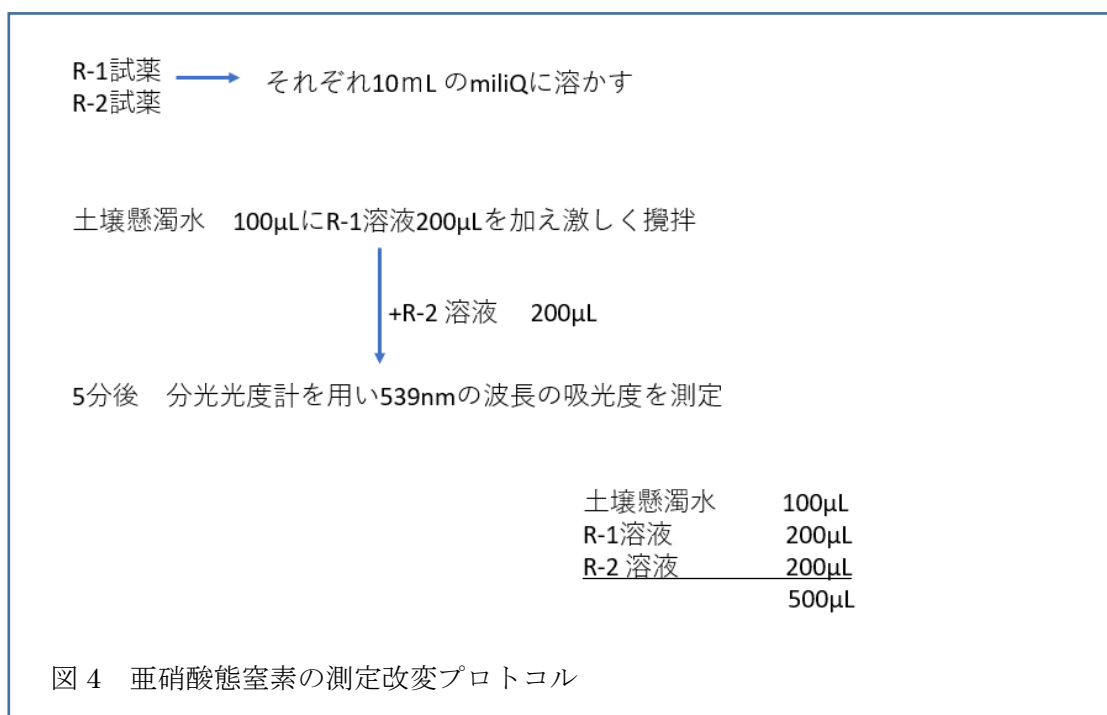 R-1試薬
R-2試薬
それぞれ10ｍL のmiliQに溶かす
土壌懸濁水　100μLにR-1溶液200μLを加え激しく攪拌
+R-2 溶液　200μL
5分後　分光光度計を用い539nmの波長の吸光度を測定
土壌懸濁水　100μL
R-1溶液　200μL
R-2 溶液　200μL
500μL
図 4　亜硝酸態窒素の測定改変プロトコル